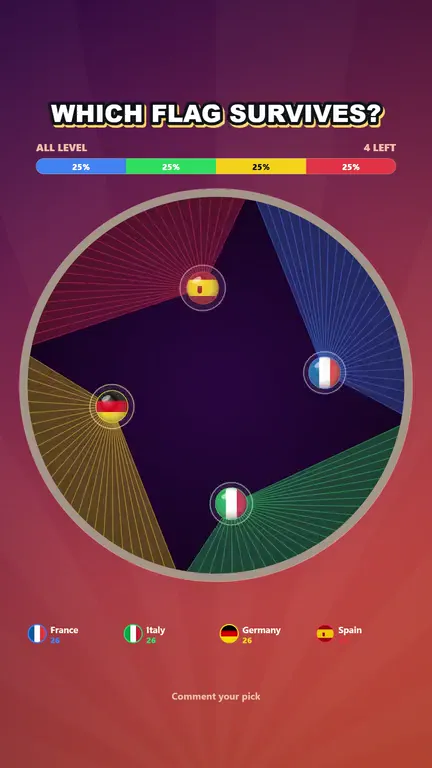 WHICH FLAG SURVIVES?
ALL LEVEL 4 LEFT
25% 25% 25% 25%
France Italy Germany Spain
26 26 26
Comment your pick